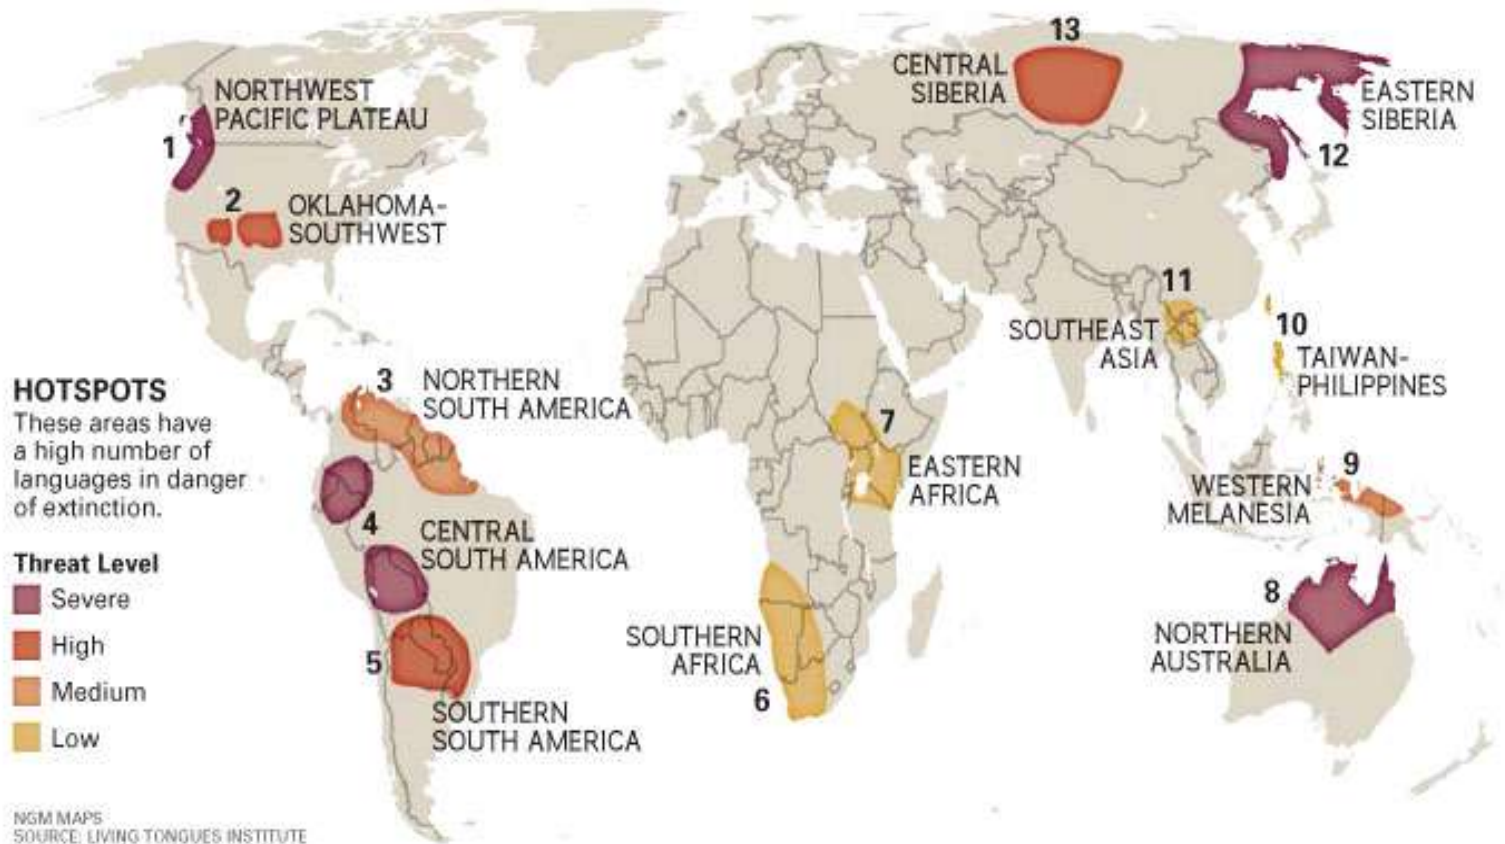 13
CENTRAL
SIBERIA
EASTERN
SIBERIA
12
NORTHWEST
PACIFIC PLATEAU
1
2
OKLAHOMA-
SOUTHWEST
11
SOUTHEAST
ASIA
10
TAIWAN-
PHILIPPINES
3
NORTHERN
SOUTH AMERICA
7
EASTERN
AFRICA
9
WESTERN
MELANESIA
4
CENTRAL
SOUTH AMERICA
8
NORTHERN
AUSTRALIA
SOUTHERN
AFRICA
6
5
SOUTHERN
SOUTH AMERICA
HOTSPOTS
These areas have
a high number of
languages in danger
of extinction.
Threat Level
Severe
High
Medium
Low
NGM MAPS
SOURCE: LIVING TONGUES INSTITUTE